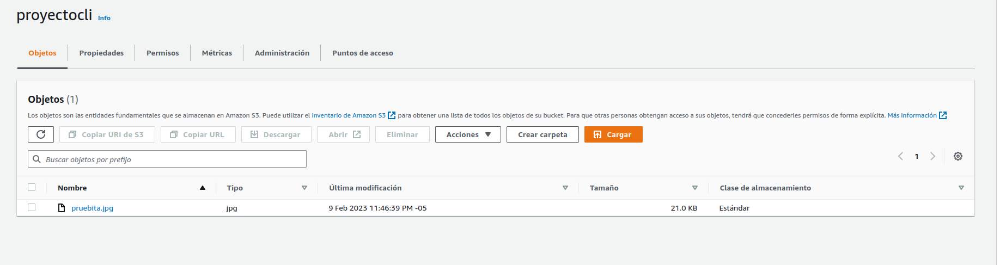 proyectocli Info
Objetos Propiedades Permisos Métricas Administración Puntos de acceso
Objetos (1)
Los objetos son las entidades fundamentales que se almacenan en Amazon S3. Puede utilizar el inventario de Amazon S3 para obtener una lista de todos los objetos de su bucket. Para que otras personas obtengan acceso a sus objetos, tendrá que concederles permisos de forma explícita. Más información
Copiar URI de S3 Copiar URL Descargar Abrir Eliminar Acciones Crear carpeta Cargar
Buscar objetos por prefijo 1
Nombre Tipo Última modificación Tamaño Clase de almacenamiento
pruebita.jpg jpg 9 Feb 2023 11:46:39 PM -05 21.0 KB Estándar